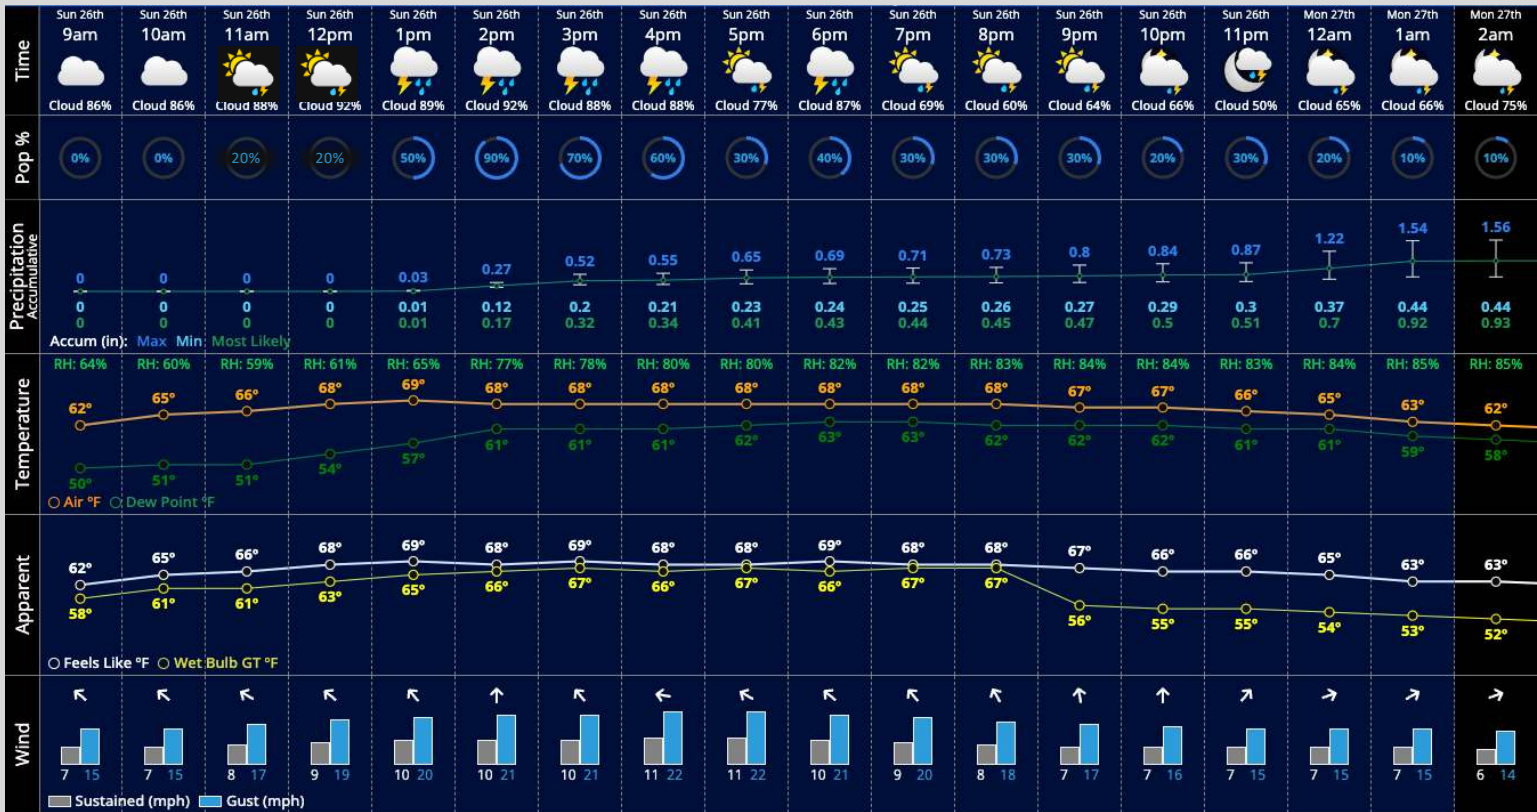 Time
Sun 26th Sun 26th Sun 26th Sun 26th Sun 26th Sun 26th Sun 26th Sun 26th Sun 26th Sun 26th Sun 26th Sun 26th Sun 26th Sun 26th Sun 26th Mon 27th Mon 27th Mon 27th
9am 10am 11am 12pm 1pm 2pm 3pm 4pm 5pm 6pm 7pm 8pm 9pm 10pm 11pm 12am 1am 2am
Cloud 86% Cloud 86% Cloud 88% Cloud 92% Cloud 89% Cloud 92% Cloud 88% Cloud 88% Cloud 77% Cloud 87% Cloud 69% Cloud 60% Cloud 64% Cloud 66% Cloud 50% Cloud 65% Cloud 66% Cloud 75%
Pop %
0% 0% 20% 20% 50% 90% 70% 60% 30% 40% 30% 30% 30% 20% 30% 20% 10% 10%
Precipitation
Accumulative
0 0 0 0 0.03 0.27 0.52 0.55 0.65 0.69 0.71 0.73 0.8 0.84 0.87 1.22 1.54 1.56
0 0 0 0 0.01 0.12 0.2 0.21 0.23 0.24 0.25 0.26 0.27 0.29 0.3 0.37 0.44 0.44
0 0 0 0 0.01 0.17 0.32 0.34 0.41 0.43 0.44 0.45 0.47 0.5 0.51 0.7 0.92 0.93
Accum (in): Max Min Most Likely
Temperature
RH: 64% RH: 60% RH: 59% RH: 61% RH: 65% RH: 77% RH: 78% RH: 80% RH: 80% RH: 82% RH: 82% RH: 83% RH: 84% RH: 84% RH: 83% RH: 84% RH: 85% RH: 85%
62° 65° 66° 68° 69° 68° 68° 68° 68° 68° 68° 68° 67° 67° 66° 65° 63° 62°
50° 51° 51° 54° 57° 61° 61° 61° 62° 63° 63° 62° 62° 62° 61° 61° 59° 58°
Air °F Dew Point °F
Apparent
62° 65° 66° 68° 69° 68° 69° 68° 68° 69° 68° 68° 67° 66° 66° 65° 63° 63°
58° 61° 61° 63° 65° 66° 67° 66° 67° 66° 67° 67° 56° 55° 55° 54° 53° 52°
Feels Like °F Wet Bulb GT °F
Wind
7 15 7 15 8 17 9 19 10 20 10 21 10 21 11 22 11 22 10 21 9 20 8 18 7 17 7 16 7 15 7 15 7 15 6 14
Sustained (mph) Gust (mph)